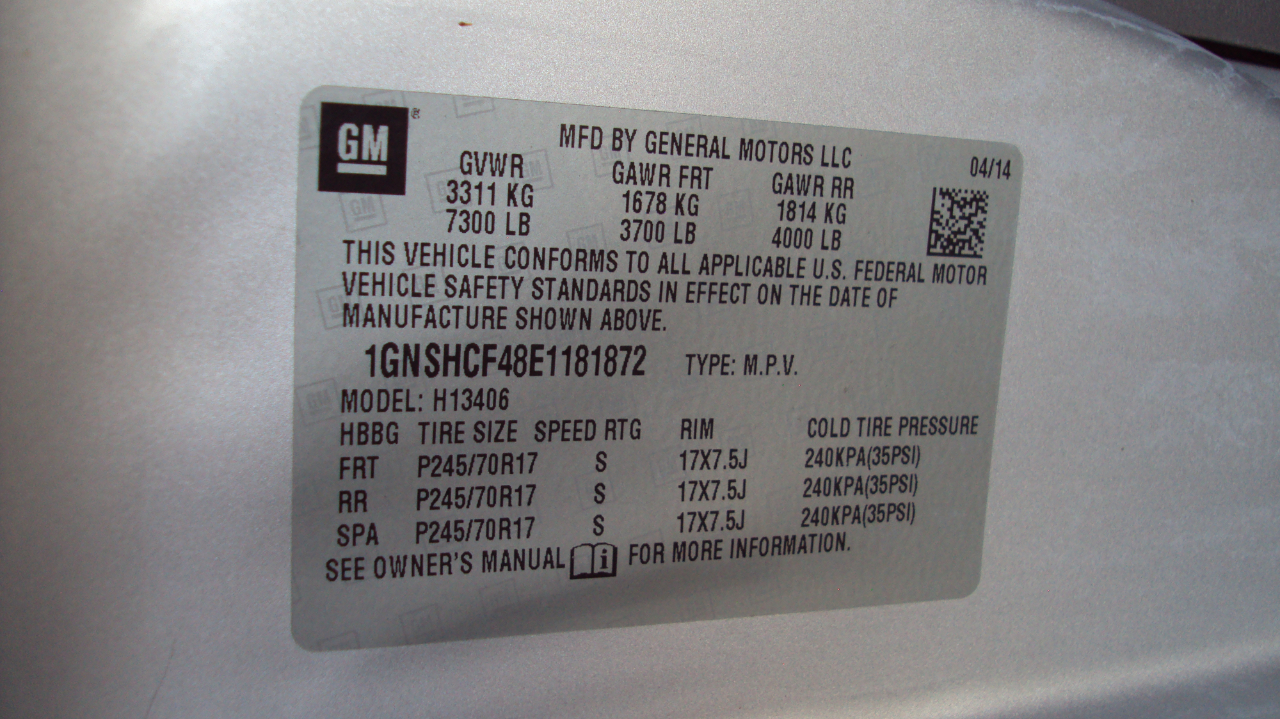 GM ®
MFD BY GENERAL MOTORS LLC 04/14
GVWR GAWR FRT GAWR RR
3311 KG 1678 KG 1814 KG
7300 LB 3700 LB 4000 LB
THIS VEHICLE CONFORMS TO ALL APPLICABLE U.S. FEDERAL MOTOR
VEHICLE SAFETY STANDARDS IN EFFECT ON THE DATE OF
MANUFACTURE SHOWN ABOVE.
1GNSHCF48E1181872 TYPE: M.P.V.
MODEL: H13406
HBBG TIRE SIZE SPEED RTG RIM COLD TIRE PRESSURE
FRT P245/70R17 S 17X7.5J 240KPA(35PSI)
RR P245/70R17 S 17X7.5J 240KPA(35PSI)
SPA P245/70R17 S 17X7.5J 240KPA(35PSI)
SEE OWNER'S MANUAL i FOR MORE INFORMATION.